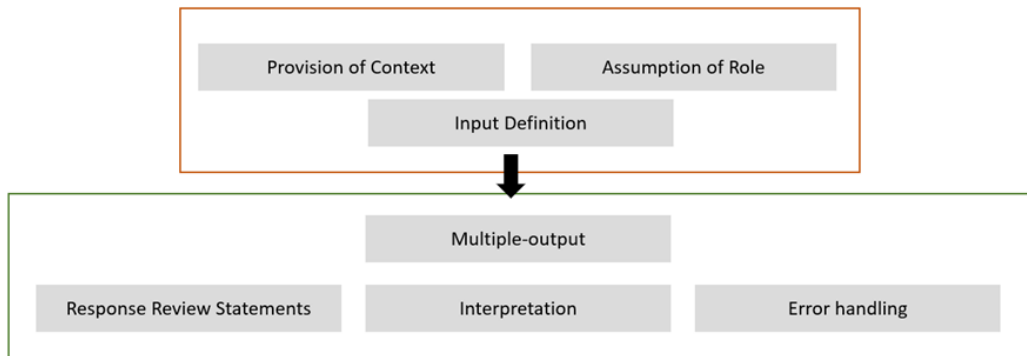 Provision of Context
Assumption of Role
Input Definition
Multiple-output
Response Review Statements
Interpretation
Error handling